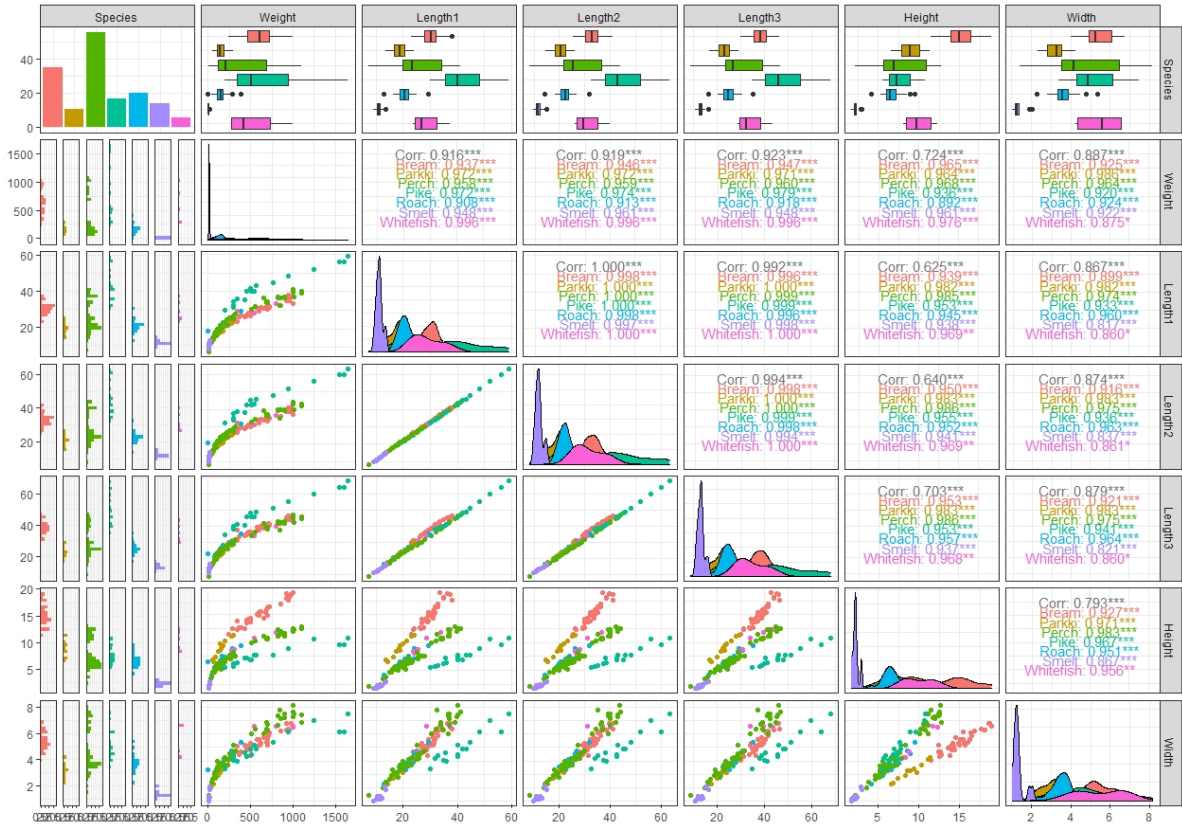 Species
Weight
Length1
Length2
Length3
Height
Width
40
20
0
Species
1500
1000
500
0
Corr: 0.916***
Bream: 0.937***
Parkki: 0.972***
Perch: 0.958***
Pike: 0.972***
Roach: 0.908***
Smelt: 0.948***
Whitefish: 0.996***
Corr: 0.919***
Bream: 0.946***
Parkki: 0.972***
Perch: 0.959***
Pike: 0.974***
Roach: 0.913***
Smelt: 0.961***
Whitefish: 0.996***
Corr: 0.923***
Bream: 0.947***
Parkki: 0.971***
Perch: 0.960***
Pike: 0.979***
Roach: 0.918***
Smelt: 0.948***
Whitefish: 0.996***
Corr: 0.724***
Bream: 0.965***
Parkki: 0.964***
Perch: 0.968***
Pike: 0.936***
Roach: 0.892***
Smelt: 0.961***
Whitefish: 0.976***
Corr: 0.887***
Bream: 0.925***
Parkki: 0.986***
Perch: 0.964***
Pike: 0.920***
Roach: 0.924***
Smelt: 0.922***
Whitefish: 0.875*
Weight
60
40
20
Corr: 1.000***
Bream: 0.998***
Parkki: 1.000***
Perch: 1.000***
Pike: 1.000***
Roach: 0.998***
Smelt: 0.997***
Whitefish: 1.000***
Corr: 0.992***
Bream: 0.996***
Parkki: 1.000***
Perch: 0.999***
Pike: 0.999***
Roach: 0.996***
Smelt: 0.998***
Whitefish: 1.000***
Corr: 0.625***
Bream: 0.939***
Parkki: 0.982***
Perch: 0.985***
Pike: 0.953***
Roach: 0.945***
Smelt: 0.938***
Whitefish: 0.969**
Corr: 0.867***
Bream: 0.899***
Parkki: 0.982***
Perch: 0.974***
Pike: 0.933***
Roach: 0.960***
Smelt: 0.817***
Whitefish: 0.860*
Length1
60
40
20
Corr: 0.994***
Bream: 0.998***
Parkki: 1.000***
Perch: 1.000***
Pike: 0.999***
Roach: 0.998***
Smelt: 0.994***
Whitefish: 1.000***
Corr: 0.640***
Bream: 0.950***
Parkki: 0.983***
Perch: 0.986***
Pike: 0.955***
Roach: 0.952***
Smelt: 0.941***
Whitefish: 0.969**
Corr: 0.874***
Bream: 0.916***
Parkki: 0.983***
Perch: 0.975***
Pike: 0.936***
Roach: 0.963***
Smelt: 0.837***
Whitefish: 0.861*
Length2
60
40
20
Corr: 0.703***
Bream: 0.953***
Parkki: 0.983***
Perch: 0.986***
Pike: 0.953***
Roach: 0.957***
Smelt: 0.937***
Whitefish: 0.968**
Corr: 0.879***
Bream: 0.921***
Parkki: 0.983***
Perch: 0.975***
Pike: 0.941***
Roach: 0.964***
Smelt: 0.821***
Whitefish: 0.860*
Length3
20
15
10
5
Corr: 0.793***
Bream: 0.927***
Parkki: 0.971***
Perch: 0.983***
Pike: 0.967***
Roach: 0.951***
Smelt: 0.867***
Whitefish: 0.956**
Height
8
6
4
2
Width
0 500 1000 1500
20 40 60
20 40 60
20 40 60
5 10 15
2 4 6 8